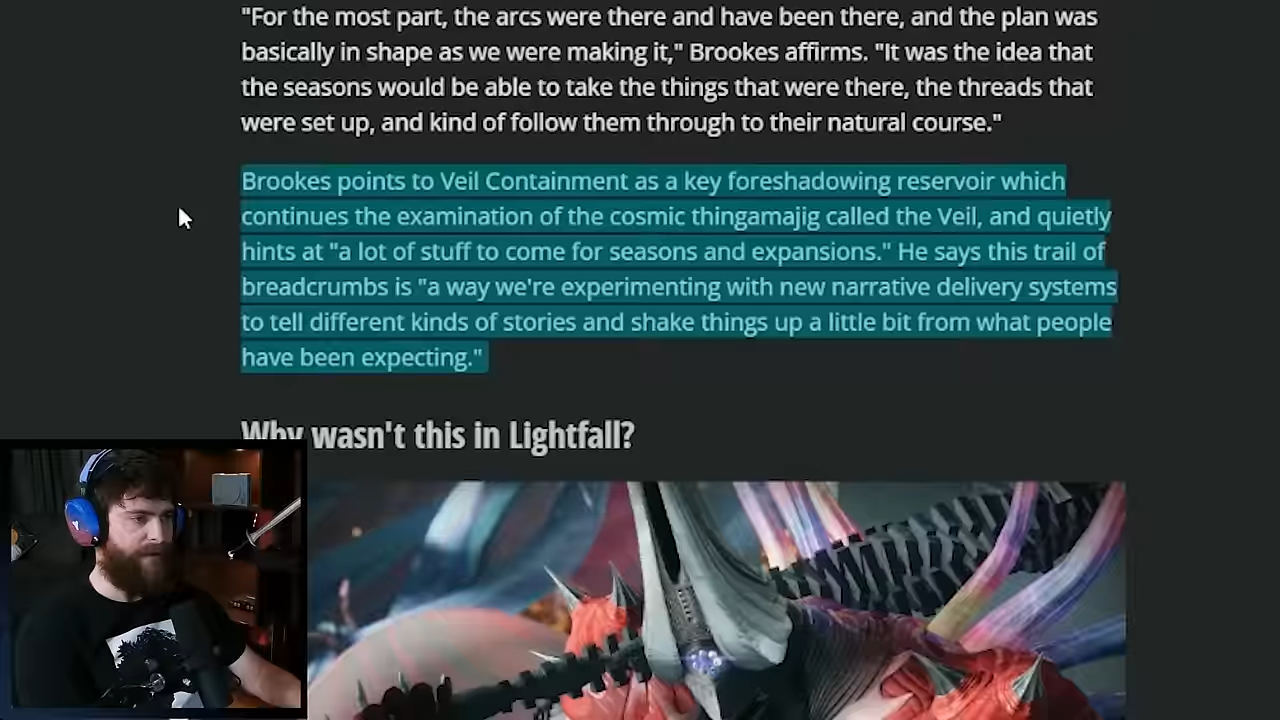 "For the most part, the arcs were there and have been there, and the plan was
basically in shape as we were making it," Brookes affirms. "It was the idea that
the seasons would be able to take the things that were there, the threads that
were set up, and kind of follow them through to their natural course."
Brookes points to Veil Containment as a key foreshadowing reservoir which
continues the examination of the cosmic thingamajig called the Veil, and quietly
hints at "a lot of stuff to come for seasons and expansions." He says this trail of
breadcrumbs is "a way we're experimenting with new narrative delivery systems
to tell different kinds of stories and shake things up a little bit from what people
have been expecting."
Why wasn't this in Lightfall?